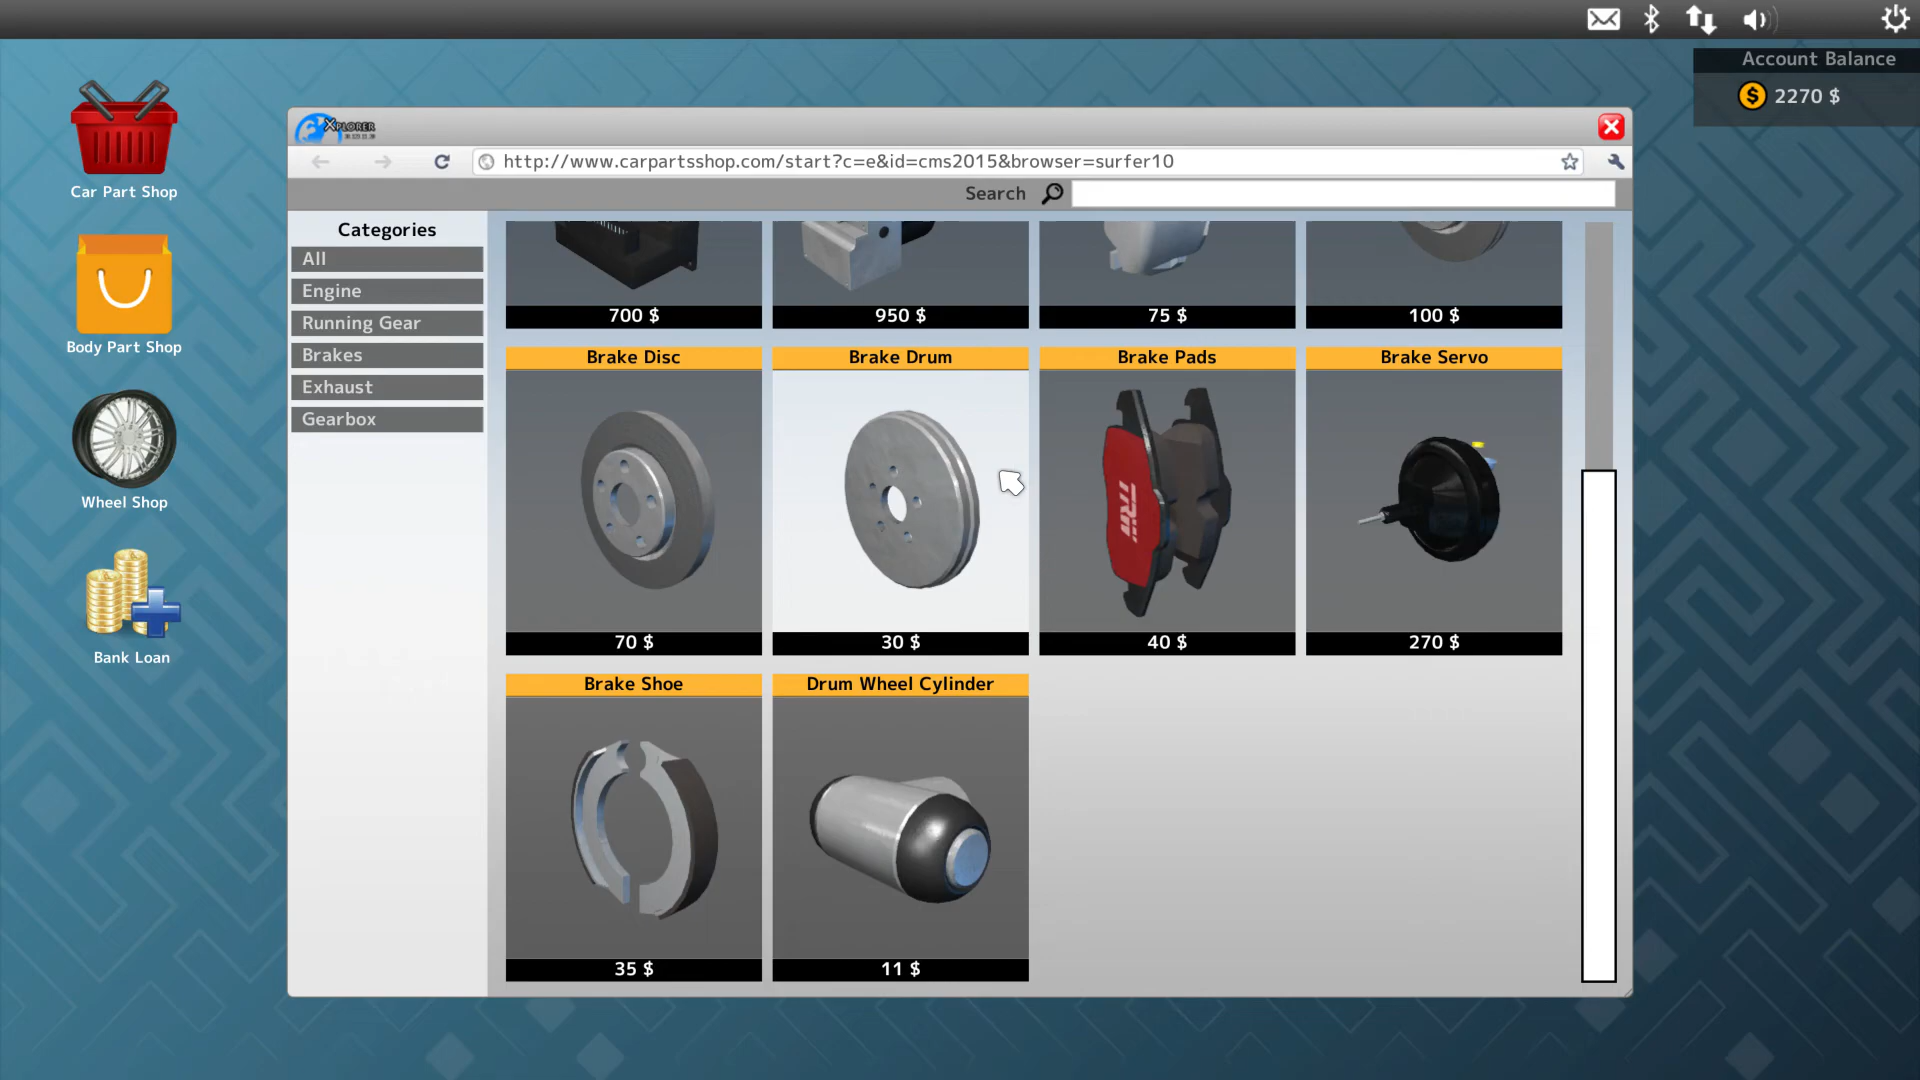 Account Balance
2270 $
Car Part Shop
Body Part Shop
Wheel Shop
Bank Loan
XPLORER
http://www.carpartsshop.com/start?c=e&id=cms2015&browser=surfer10
Search
Categories
All
Engine
Running Gear
Brakes
Exhaust
Gearbox
700 $
950 $
75 $
100 $
Brake Disc
Brake Drum
Brake Pads
Brake Servo
TRW
70 $
30 $
40 $
270 $
Brake Shoe
Drum Wheel Cylinder
35 $
11 $